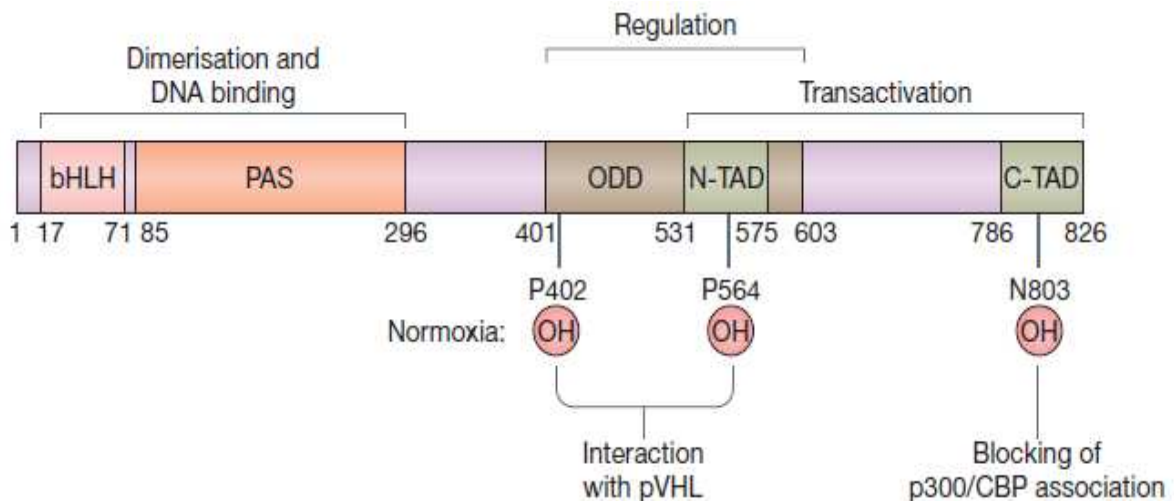 Regulation
Dimerisation and
DNA binding
Transactivation
bHLH PAS ODD N-TAD C-TAD
1 17 71 85 296 401 531 575 603 786 826
P402 P564 N803
Normoxia: OH OH OH
Interaction
with pVHL
Blocking of
p300/CBP association